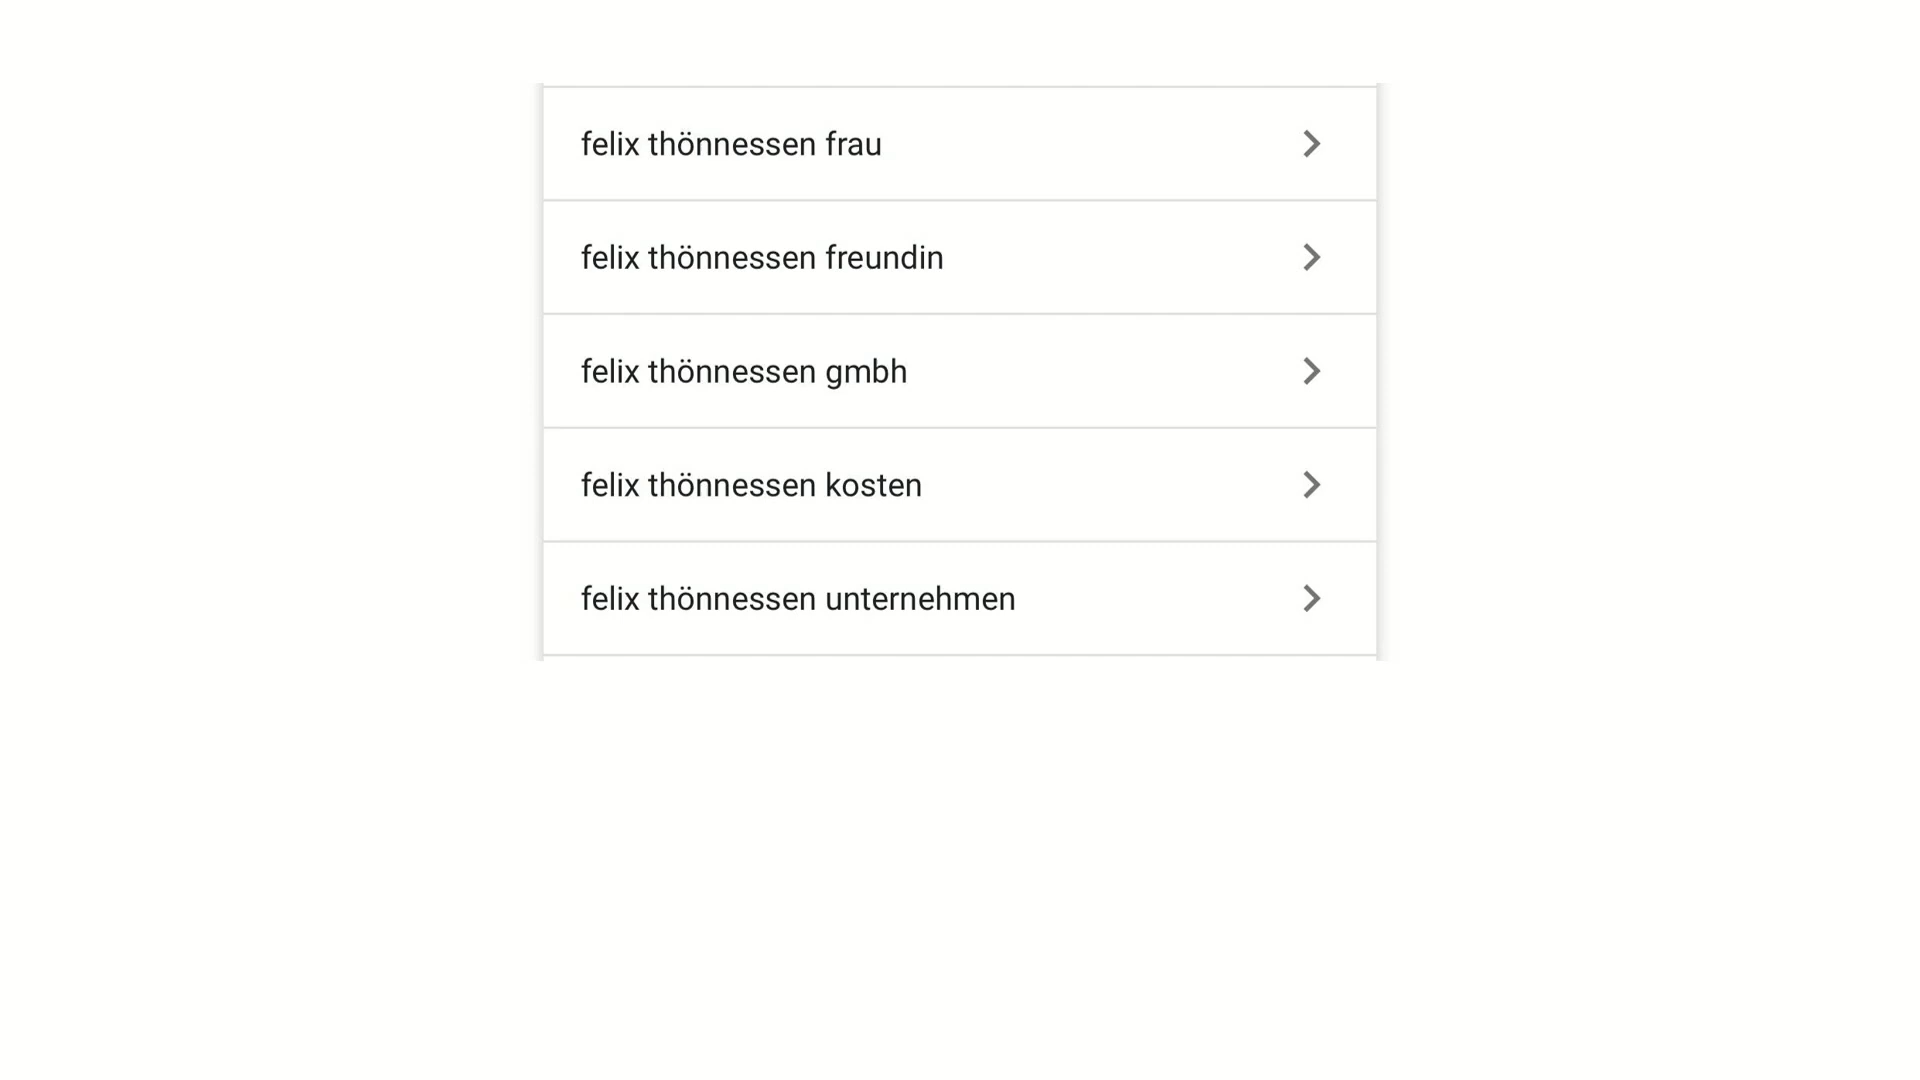 felix thönnessen frau
felix thönnessen freundin
felix thönnessen gmbh
felix thönnessen kosten
felix thönnessen unternehmen